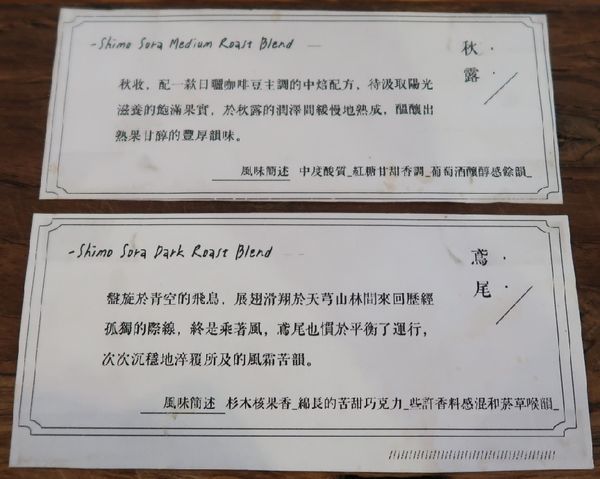 -Shimo Sora Medium Roast Blend
秋露
秋收，配一款日曬咖啡豆主調的中焙配方，待汲取陽光
滋養的飽滿果實，於秋露的潤澤間緩慢地熟成，醞釀出
熟果甘醇的豐厚韻味。
風味簡述 中度酸質_紅糖甘甜香調_葡萄酒釀醇感餘韻_
-Shimo Sora Dark Roast Blend
鳶尾
盤旋於青空的飛鳥，展翅滑翔於天芎山林間來回歷經
孤獨的際線，終是乘著風，鳶尾也慣於平衡了運行，
次次沉穩地淬礪所及的風霜苦韻。
風味簡述 杉木核果香_綿長的苦甜巧克力_些許香料感混和菸草喉韻_